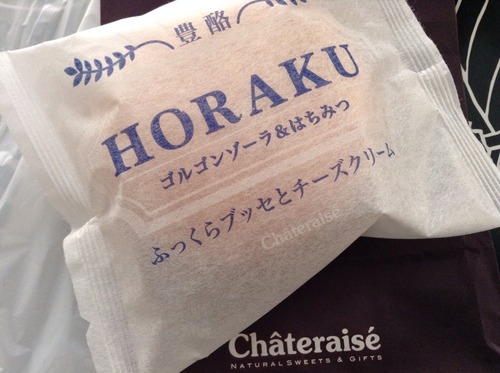 豊酪
HORAKU
ゴルゴンゾーラ&はちみつ
ふっくらブッセとチーズクリーム
Châteraisé
Châteraisé
NATURAL SWEETS & GIFTS